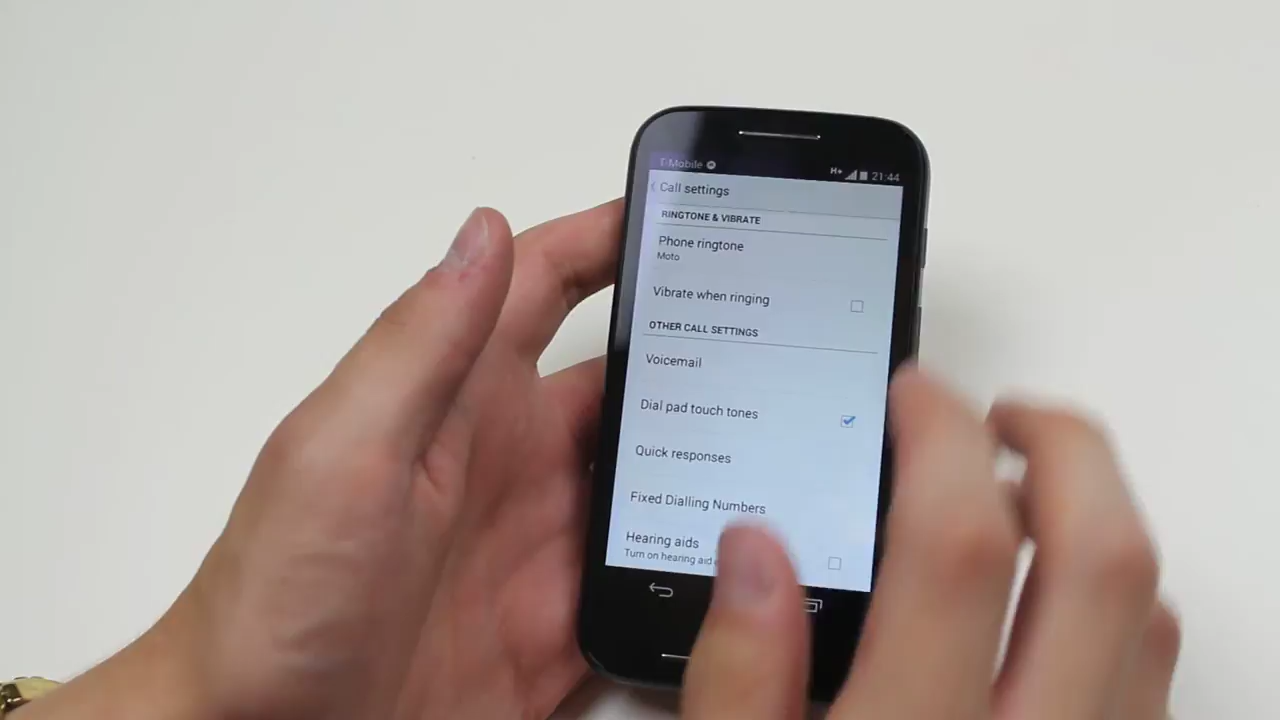 T-Mobile H+ 21:44
Call settings
RINGTONE & VIBRATE
Phone ringtone
Moto
Vibrate when ringing
OTHER CALL SETTINGS
Voicemail
Dial pad touch tones
Quick responses
Fixed Dialling Numbers
Hearing aids
Turn on hearing aid